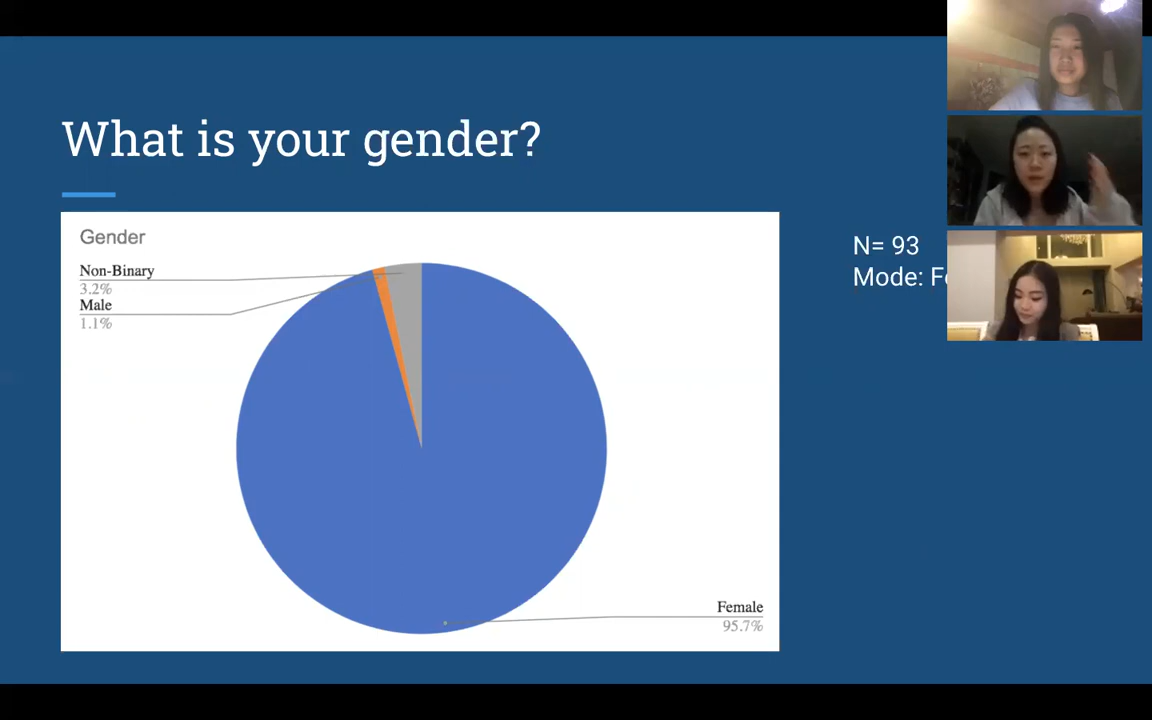 What is your gender?
Gender
Non-Binary
3.2%
Male
1.1%
Female
95.7%
N= 93
Mode: